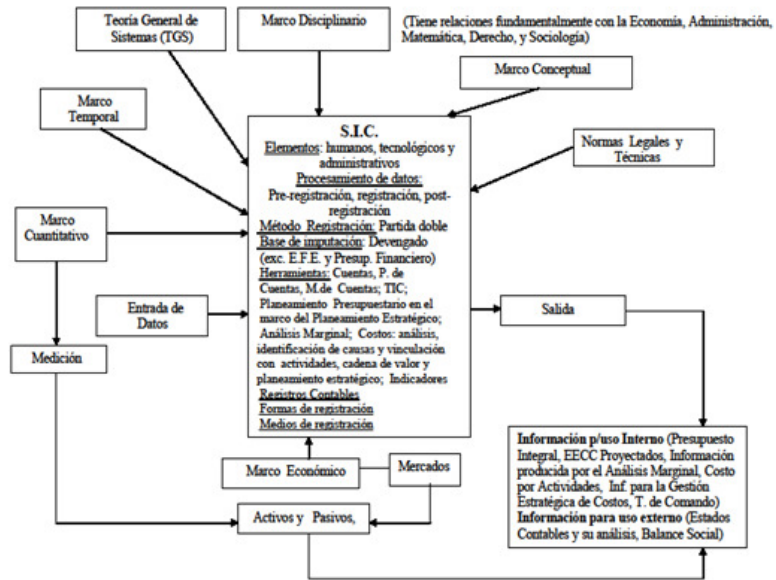 Teoría General de
Sistemas (TGS)
Marco Disciplinario
(Tiene relaciones fundamentalmente con la Economía, Administración,
Matemática, Derecho, y Sociología)
Marco Conceptual
Marco
Temporal
Normas Legales y
Técnicas
S.I.C.
Elementos: humanos, tecnológicos y
administrativos
Procesamiento de datos:
Pre-registración, registración, post-
registración
Método Registración: Partida doble
Base de imputación: Devengado
(exc. E.F.E. y Presup. Financiero)
Herramientas: Cuentas, P. de
Cuentas, M.de Cuentas; TIC;
Planeamiento Presupuestario en el
marco del Planeamiento Estratégico;
Análisis Marginal; Costos: análisis,
identificación de causas y vinculación
con actividades, cadena de valor y
planeamiento estratégico; Indicadores
Registros Contables
Formas de registración
Medios de registración
Marco
Cuantitativo
Entrada de
Datos
Salida
Medición
Marco Económico
Mercados
Activos y Pasivos,
Información p/uso Interno (Presupuesto
Integral, EECC Proyectados, Información
producida por el Análisis Marginal, Costo
por Actividades, Inf. para la Gestión
Estratégica de Costos, T. de Comando)
Información para uso externo (Estados
Contables y su análisis, Balance Social)